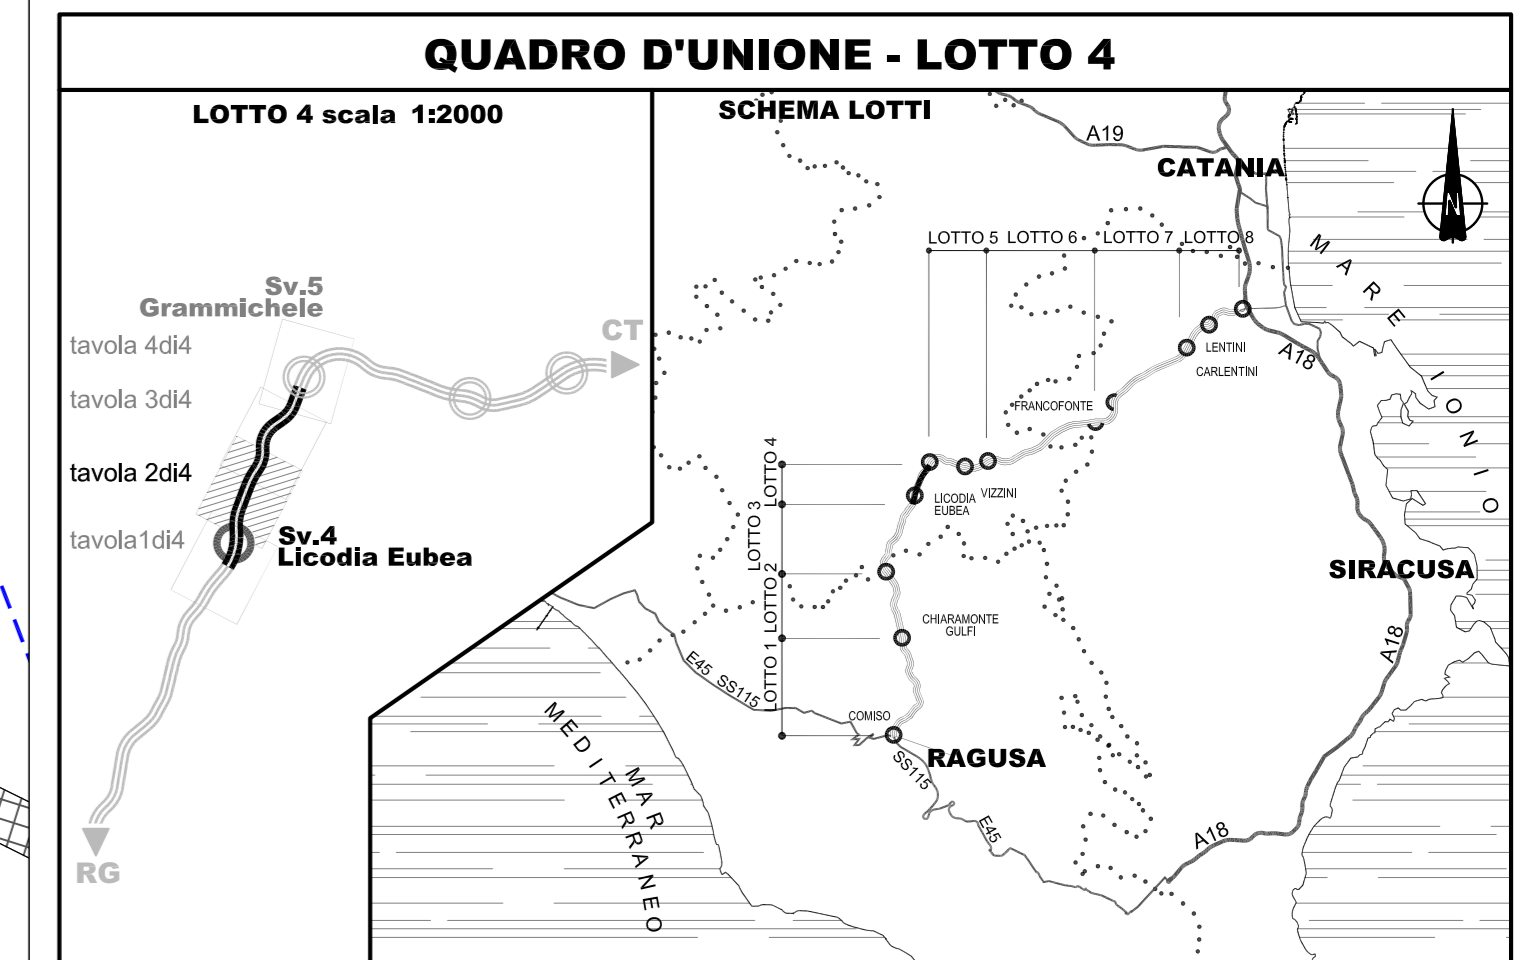 QUADRO D'UNIONE - LOTTO 4
LOTTO 4 scala 1:2000
Sv.5
Grammichele
tavola 4di4
CT
tavola 3di4
tavola 2di4
tavola1di4
Sv.4
Licodia Eubea
RG
SCHEMA LOTTI
A19
CATANIA
N
LOTTO 5
LOTTO 6
LOTTO 7
LOTTO 8
MARE IONIO
A18
LENTINI
CARLENTINI
FRANCOFONTE
LOTTO 4
LOTTO 3
LOTTO 2
LOTTO 1
VIZZINI
LICODIA
EUBEA
SIRACUSA
CHIARAMONTE
GULFI
A18
E45 SS115
COMISO
RAGUSA
SS115
E45
A18
MAR
MEDITERRANEO